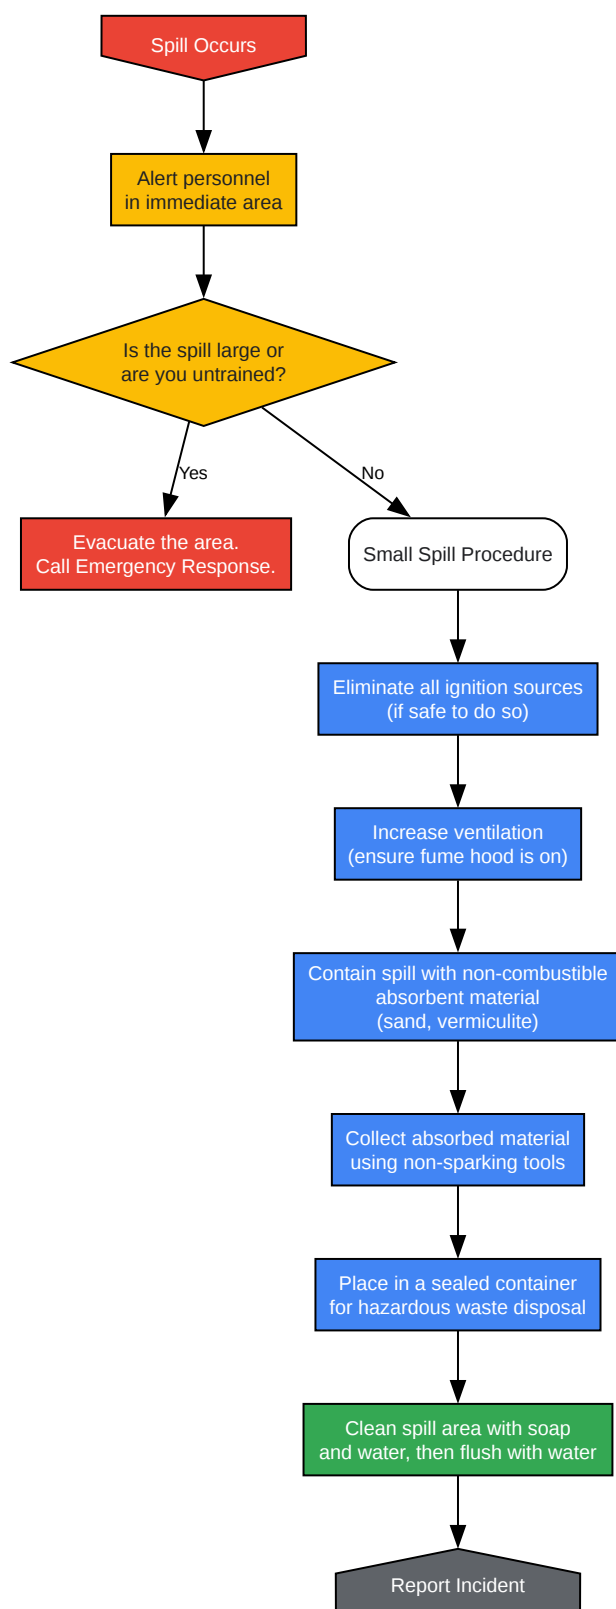 Spill Occurs
Alert personnel
in immediate area
Is the spill large or
are you untrained?
Yes
No
Evacuate the area.
Call Emergency Response.
Small Spill Procedure
Eliminate all ignition sources
(if safe to do so)
Increase ventilation
(ensure fume hood is on)
Contain spill with non-combustible
absorbent material
(sand, vermiculite)
Collect absorbed material
using non-sparking tools
Place in a sealed container
for hazardous waste disposal
Clean spill area with soap
and water, then flush with water
Report Incident